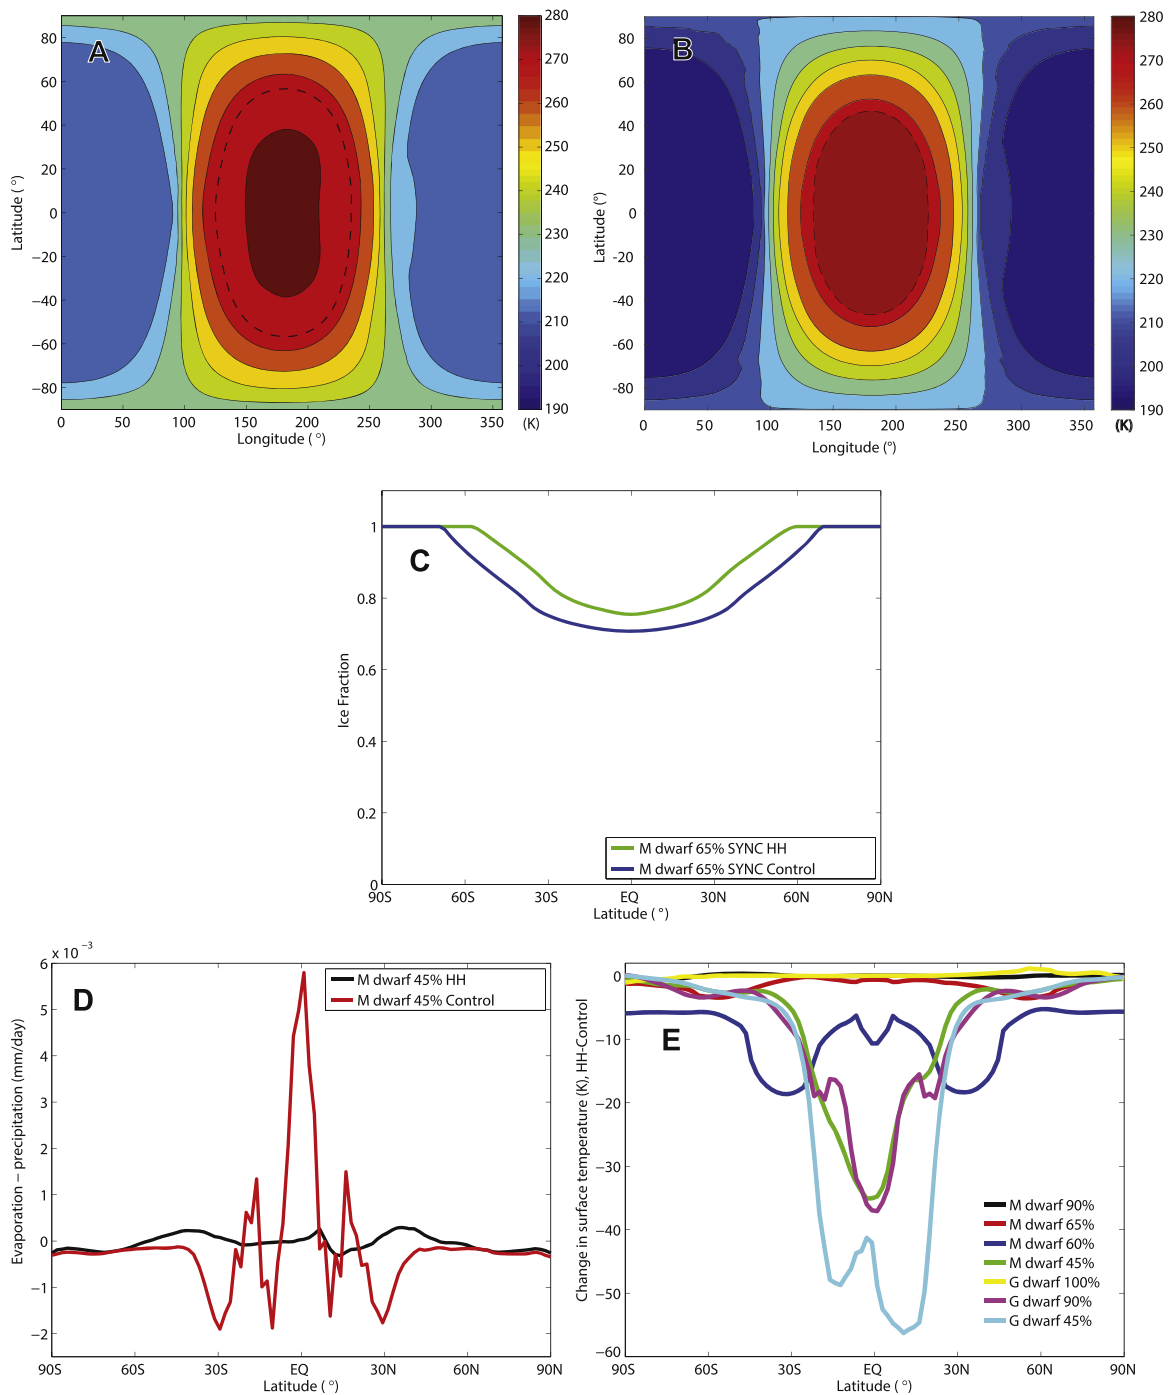 A
80
60
40
20
0
−20
−40
−60
−80
Latitude ( °)
0 50 100 150 200 250 300 350
Longitude ( °)
280
270
260
250
240
230
220
210
200
190
(K)
B
80
60
40
20
0
-20
-40
-60
-80
Latitude (°)
0 50 100 150 200 250 300 350
Longitude (°)
280
270
260
250
240
230
220
210
200
190
(K)
C
1
0.8
0.6
0.4
0.2
0
Ice Fraction
M dwarf 65% SYNC HH
M dwarf 65% SYNC Control
90S 60S 30S EQ 30N 60N 90N
Latitude ( °)
x 10 −3
D
6
5
4
3
2
1
0
−1
−2
Evaporation − precipitation (mm/day)
M dwarf 45% HH
M dwarf 45% Control
90S 60S 30S EQ 30N 60N 90N
Latitude ( °)
E
0
−10
−20
−30
−40
−50
−60
Change in surface temperature (K), HH-Control
M dwarf 90%
M dwarf 65%
M dwarf 60%
M dwarf 45%
G dwarf 100%
G dwarf 90%
G dwarf 45%
90S 30S EQ 30N 90N
Latitude ( °)